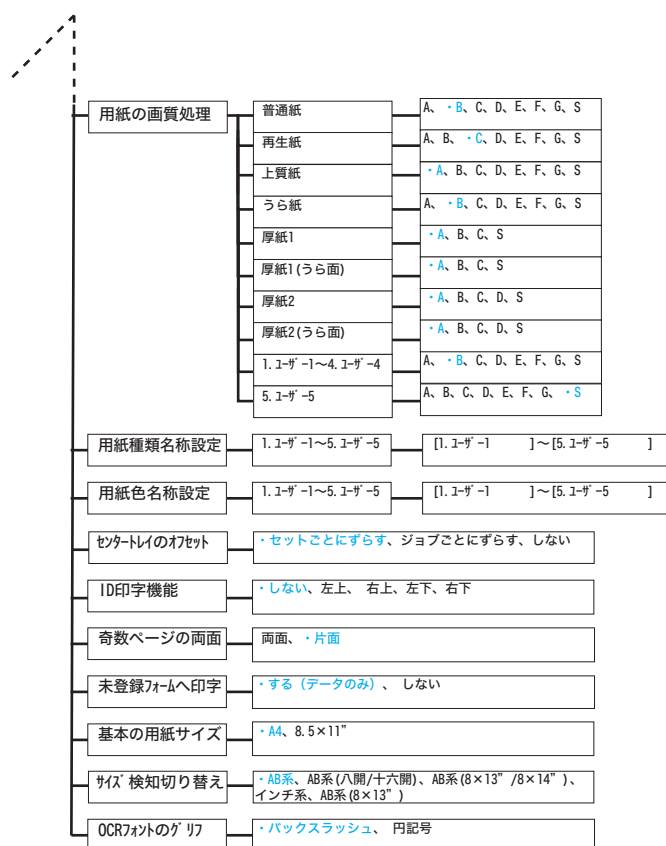 用紙の画質処理
普通紙
A、・B、C、D、E、F、G、S
再生紙
A、B、・C、D、E、F、G、S
上質紙
・A、B、C、D、E、F、G、S
うら紙
A、・B、C、D、E、F、G、S
厚紙1
・A、B、C、S
厚紙1(うら面)
・A、B、C、S
厚紙2
・A、B、C、D、S
厚紙2(うら面)
・A、B、C、D、S
1.ﾕｰｻﾞｰ1～4.ﾕｰｻﾞｰ4
A、・B、C、D、E、F、G、S
5.ﾕｰｻﾞｰ5
A、B、C、D、E、F、G、・S
用紙種類名称設定
1.ﾕｰｻﾞｰ1～5.ﾕｰｻﾞｰ5
[1.ﾕｰｻﾞｰ1 ]～[5.ﾕｰｻﾞｰ5 ]
用紙色名称設定
1.ﾕｰｻﾞｰ1～5.ﾕｰｻﾞｰ5
[1.ﾕｰｻﾞｰ1 ]～[5.ﾕｰｻﾞｰ5 ]
ｾﾝﾀｰﾄﾚｲのｵﾌｾｯﾄ
・セットごとにずらす、ジョブごとにずらす、しない
ID印字機能
・しない、左上、 右上、左下、右下
奇数ページの両面
両面、・片面
未登録ﾌｫｰﾑへ印字
・する（データのみ）、 しない
基本の用紙サイズ
・A4、8.5×11”
ｻｲｽﾞ検知切り替え
・AB系、AB系(八開/十六開)、AB系(8×13”/8×14”)、
インチ系、AB系(8×13”)
OCRﾌｫﾝﾄのｸﾞﾘﾌ
・バックスラッシュ、 円記号